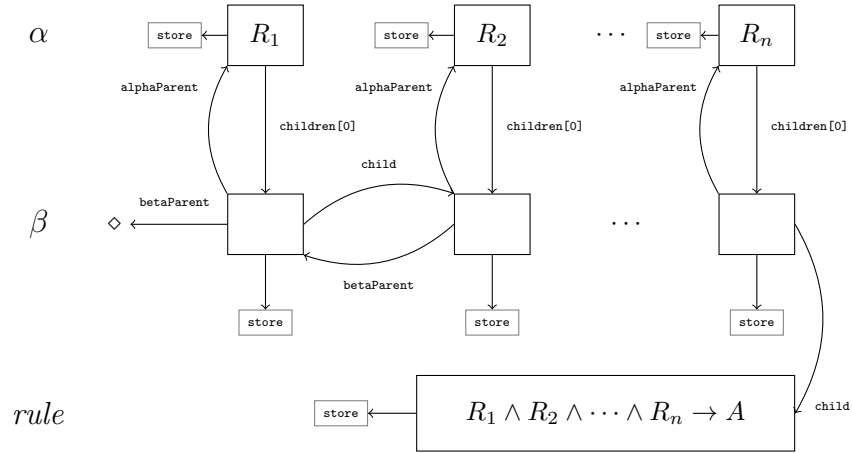 α store R₁ store R₂ ⋯ store Rₙ
alphaParent alphaParent alphaParent
children[0] children[0] children[0]
child
betaParent
β ◇ ⋯
betaParent
store store store
rule store R₁ ∧ R₂ ∧ ⋯ ∧ Rₙ → A child